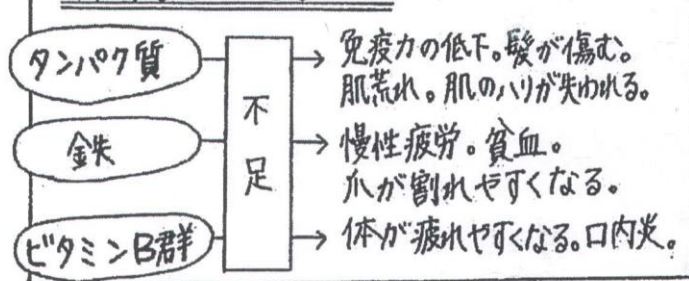 タンパク質
不足
免疫力の低下。髪が傷む。
肌荒れ。肌のハリが失われる。
鉄
慢性疲労。貧血。
爪が割れやすくなる。
ビタミンB群
体が疲れやすくなる。口内炎。